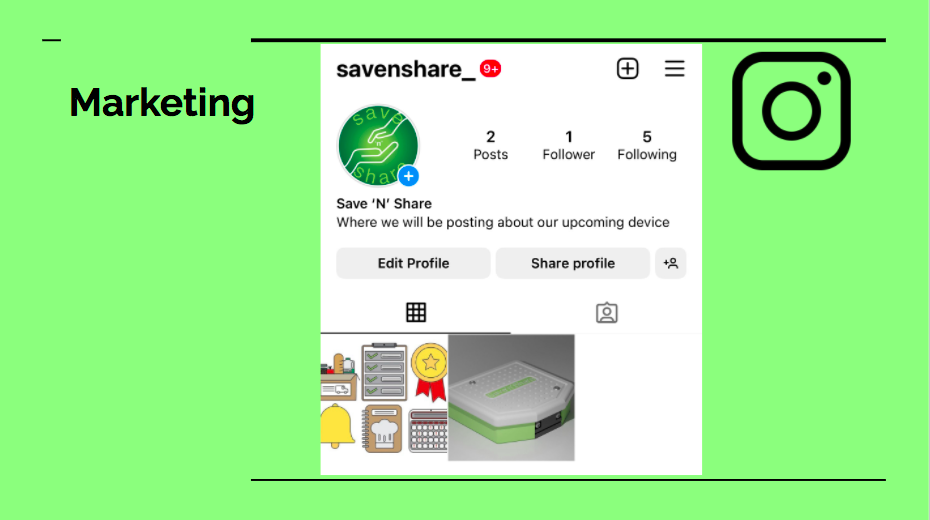 Marketing
savenshare_ 9+
save
n
share
2 1 5
Posts Follower Following
Save ‘N’ Share
Where we will be posting about our upcoming device
Edit Profile Share profile